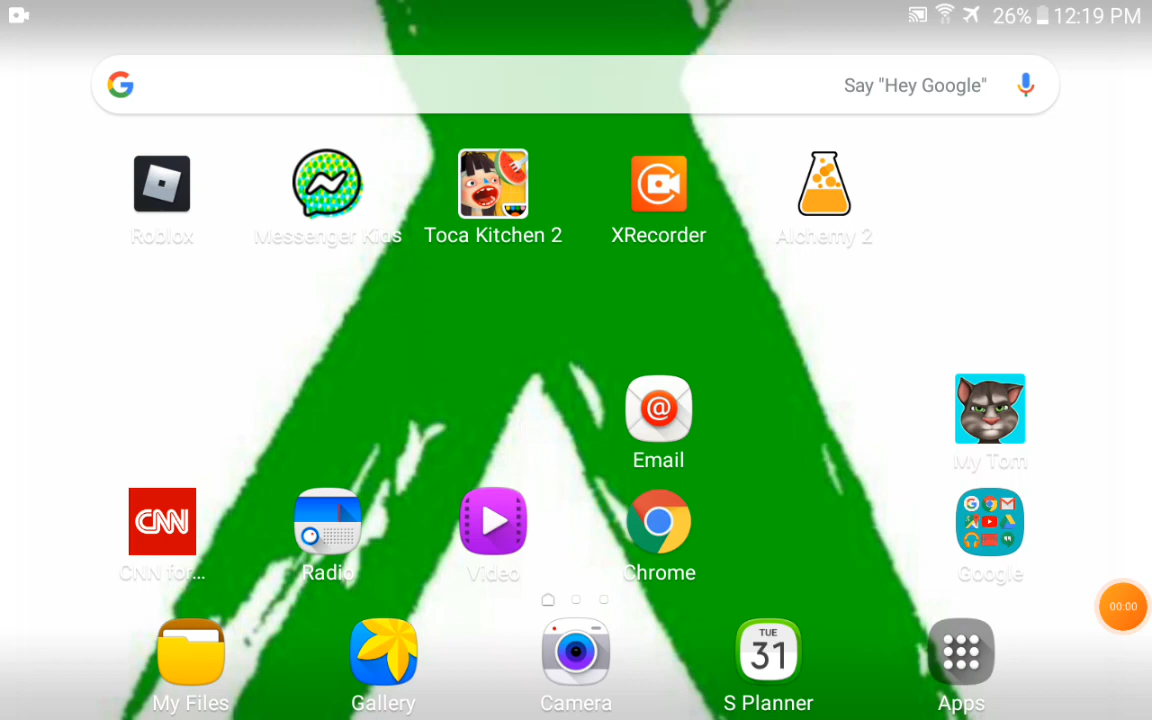 26% 12:19 PM
Say "Hey Google"
Roblox
Messenger Kids
Toca Kitchen 2
XRecorder
Alchemy 2
Email
My Tom
CNN
CNN for...
Radio
Video
Chrome
Google
00:00
TUE
31
My Files
Gallery
Camera
S Planner
Apps